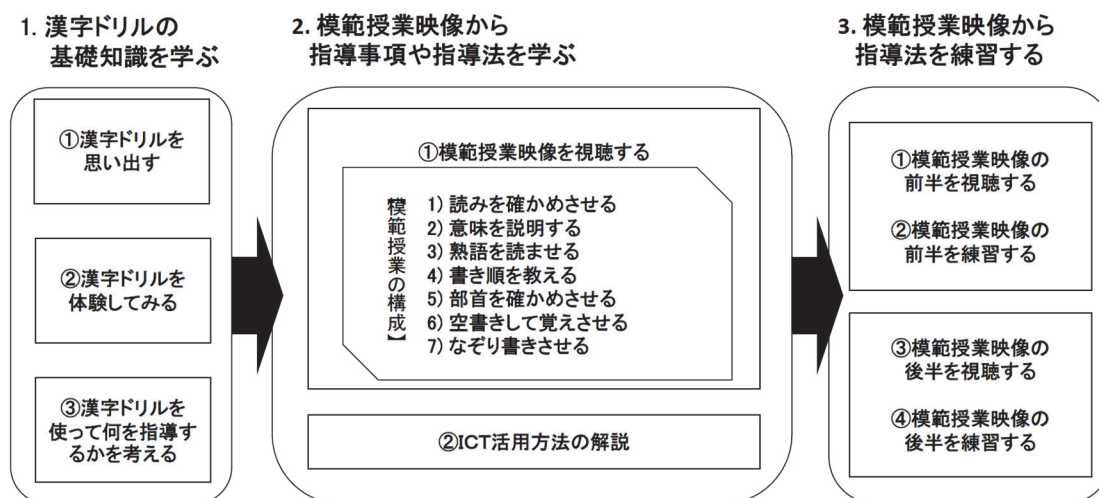 1. 漢字ドリルの
基礎知識を学ぶ
①漢字ドリルを
思い出す
②漢字ドリルを
体験してみる
③漢字ドリルを
使って何を指導す
るかを考える
2. 模範授業映像から
指導事項や指導法を学ぶ
①模範授業映像を視聴する
【模範授業の構成】
1) 読みを確かめさせる
2) 意味を説明する
3) 熟語を読ませる
4) 書き順を教える
5) 部首を確かめさせる
6) 空書きして覚えさせる
7) なぞり書きさせる
②ICT活用方法の解説
3. 模範授業映像から
指導法を練習する
①模範授業映像の
前半を視聴する
②模範授業映像の
前半を練習する
③模範授業映像の
後半を視聴する
④模範授業映像の
後半を練習する